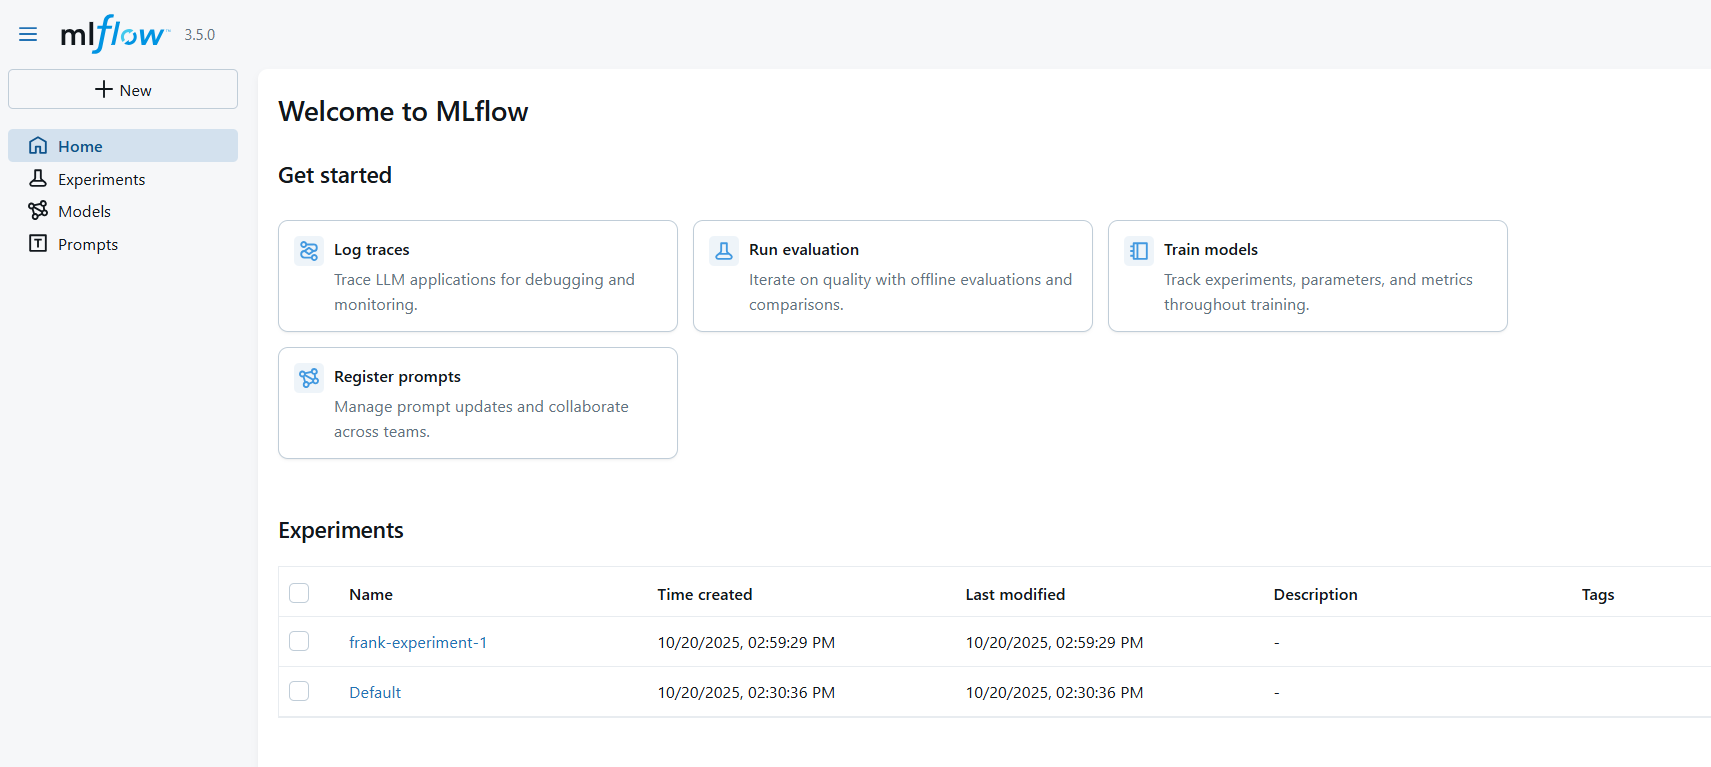 mlflow™ 3.5.0
New
Home
Experiments
Models
Prompts
Welcome to MLflow
Get started
Log traces
Trace LLM applications for debugging and
monitoring.
Run evaluation
Iterate on quality with offline evaluations and
comparisons.
Train models
Track experiments, parameters, and metrics
throughout training.
Register prompts
Manage prompt updates and collaborate
across teams.
Experiments
Name Time created Last modified Description Tags
frank-experiment-1 10/20/2025, 02:59:29 PM 10/20/2025, 02:59:29 PM -
Default 10/20/2025, 02:30:36 PM 10/20/2025, 02:30:36 PM -